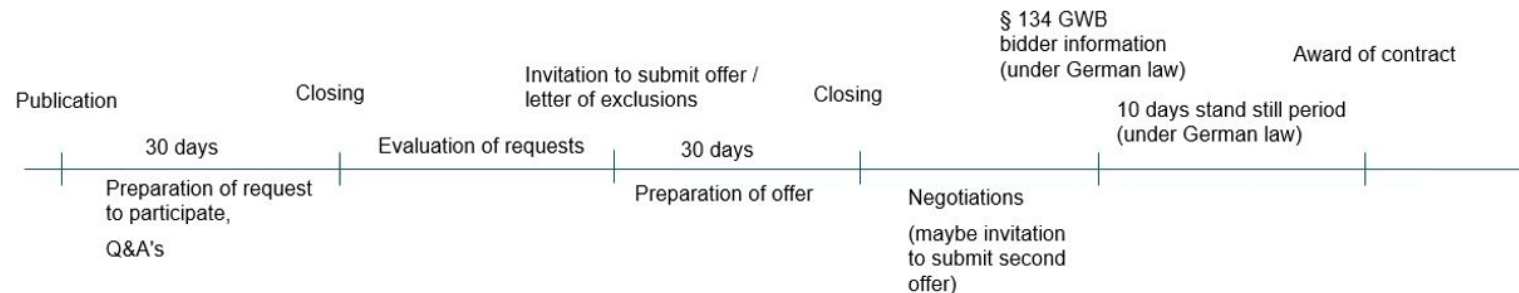 Publication
30 days
Preparation of request
to participate,
Q&A's
Closing
Evaluation of requests
Invitation to submit offer /
letter of exclusions
30 days
Preparation of offer
Closing
Negotiations
(maybe invitation
to submit second
offer)
§ 134 GWB
bidder information
(under German law)
10 days stand still period
(under German law)
Award of contract